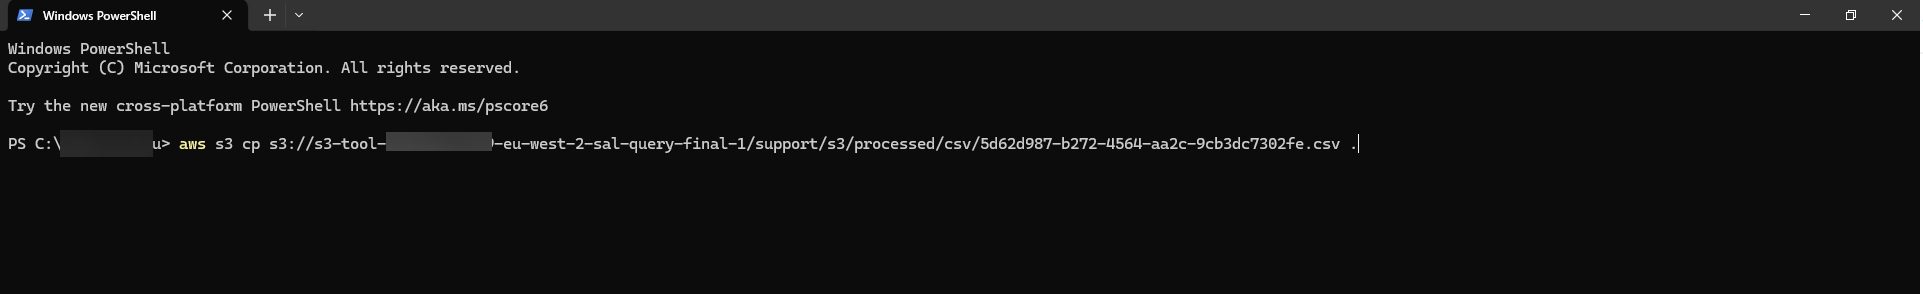 Windows PowerShell
Windows PowerShell
Copyright (C) Microsoft Corporation. All rights reserved.
Try the new cross-platform PowerShell https://aka.ms/pscore6
PS C:\ u> aws s3 cp s3://s3-tool- -eu-west-2-sal-query-final-1/support/s3/processed/csv/5d62d987-b272-4564-aa2c-9cb3dc7302fe.csv .